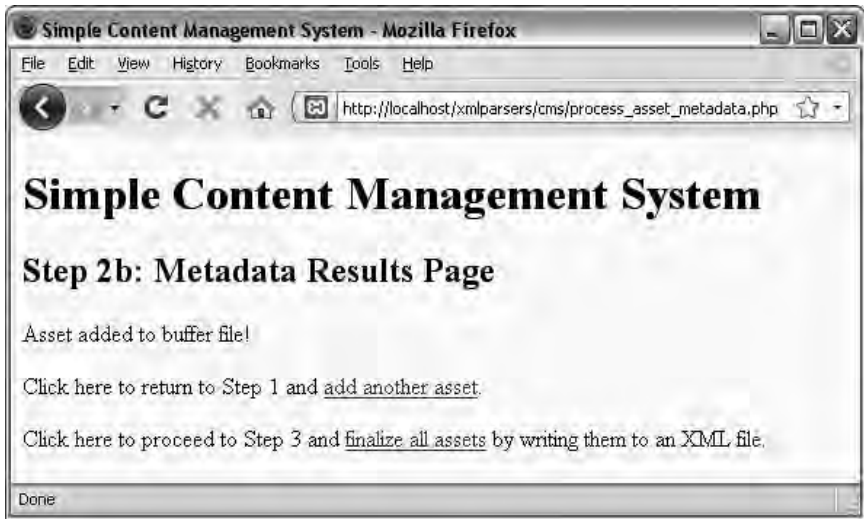 Simple Content Management System - Mozilla Firefox
File Edit View History Bookmarks Tools Help
http://localhost/xmlparsers/cms/process_asset_metadata.php
Simple Content Management System
Step 2b: Metadata Results Page
Asset added to buffer file!
Click here to return to Step 1 and add another asset.
Click here to proceed to Step 3 and finalize all assets by writing them to an XML file.
Done